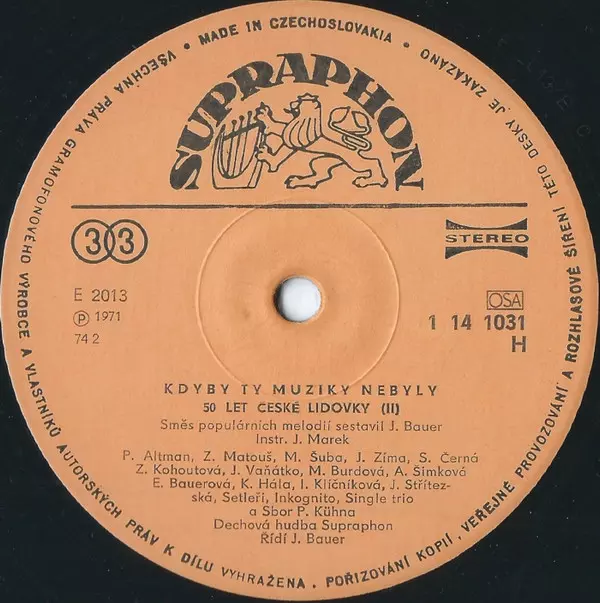 VŠECHNA PRÁVA GRAMOFONOVÉHO VÝROBCE A VLASTNÍKŮ AUTORSKÝCH PRÁV K DÍLU VYHRAŽENA. POŘIZOVÁNÍ KOPIÍ, VEŘEJNÉ PROVOZOVÁNÍ A ROZHLASOVÉ ŠÍŘENÍ TÉTO DESKY JE ZAKÁZÁNO • MADE IN CZECHOSLOVAKIA •
SUPRAPHON
33
STEREO
E 2013
Ⓟ 1971
74 2
OSA
1 14 1031
H
KDYBY TY MUZIKY NEBYLY
50 LET ČESKÉ LIDOVKY (II)
Směs populárních melodií sestavil J. Bauer
Instr. J. Marek
P. Altman, Z. Matouš, M. Šuba, J. Zíma, S. Černá
Z. Kohoutová, J. Vaňátko, M. Burdová, A. Šimková
E. Bauerová, K. Hála, I. Klíčníková, J. Střítez-
ská, Setleři, Inkognito, Single trio
a Sbor P. Kühna
Dechová hudba Supraphon
Řídí J. Bauer